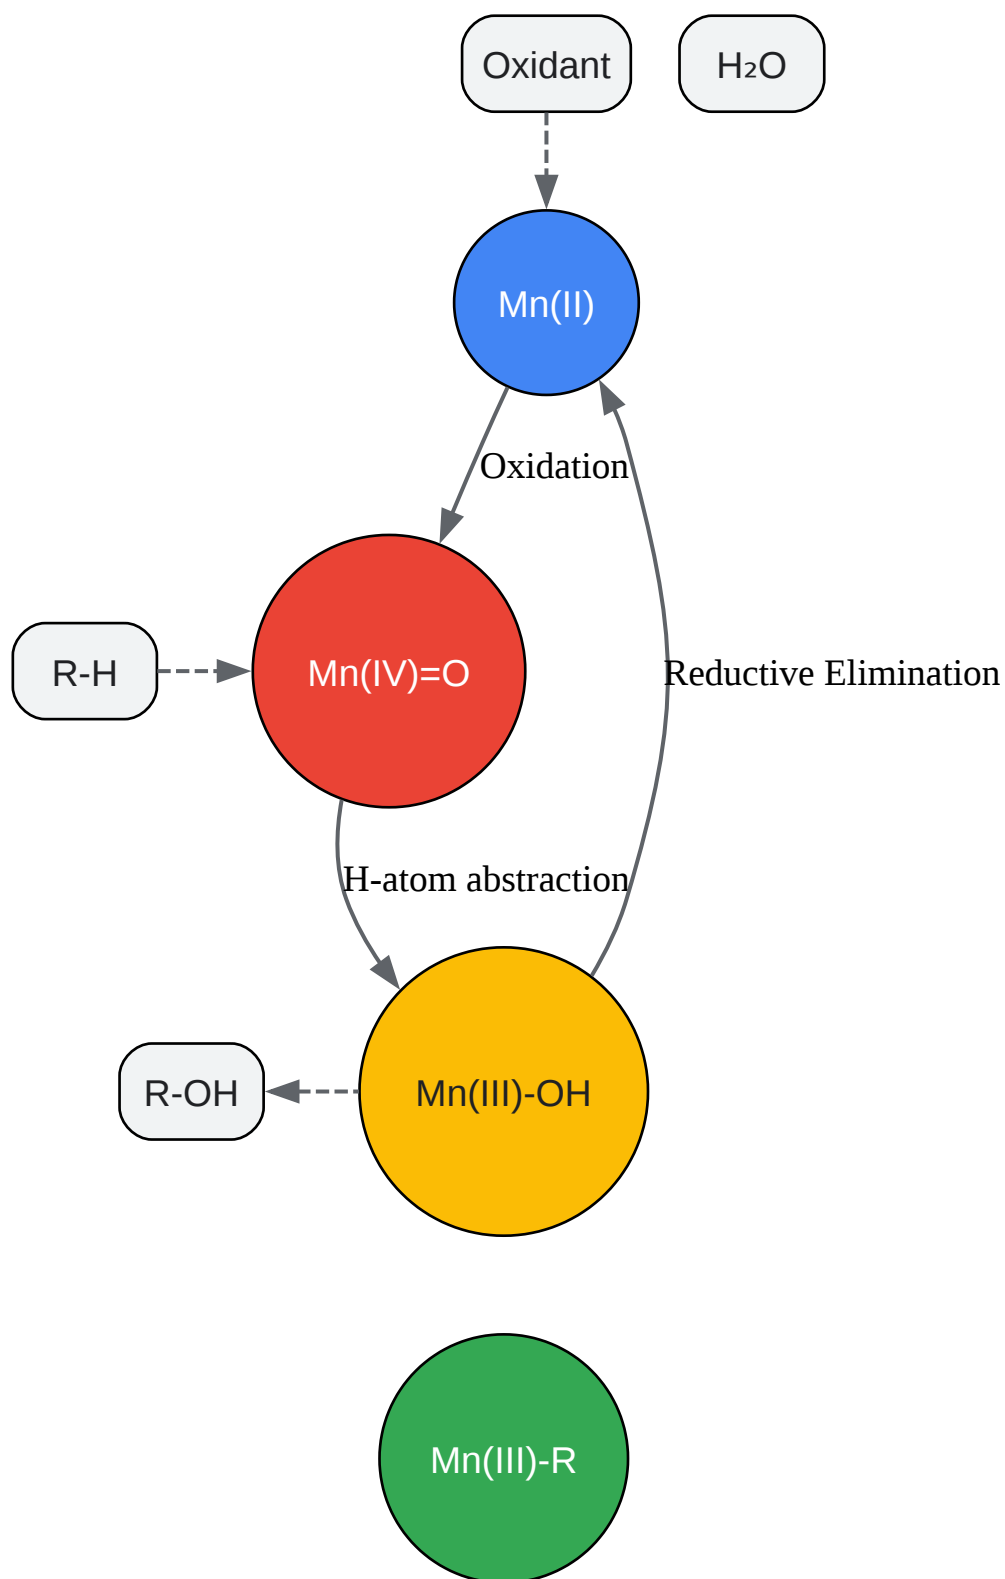 Oxidant
H₂O
Mn(II)
Oxidation
R-H
Mn(IV)=O
Reductive Elimination
H-atom abstraction
R-OH
Mn(III)-OH
Mn(III)-R